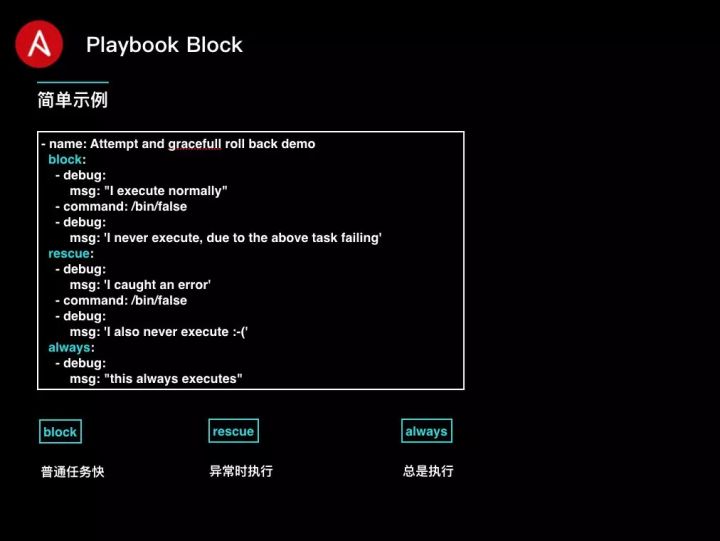 Playbook Block
简单示例
- name: Attempt and gracefull roll back demo
block:
- debug:
msg: "I execute normally"
- command: /bin/false
- debug:
msg: 'I never execute, due to the above task failing'
rescue:
- debug:
msg: 'I caught an error'
- command: /bin/false
- debug:
msg: 'I also never execute :-('
always:
- debug:
msg: "this always executes"
block rescue always
普通任务快 异常时执行 总是执行